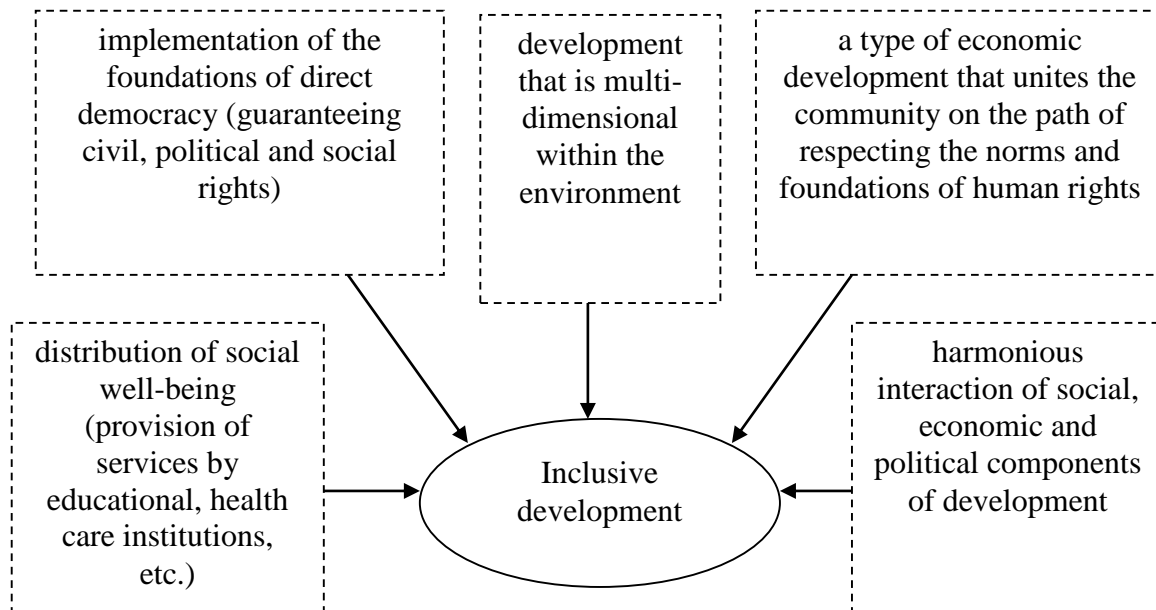 implementation of the
foundations of direct
democracy (guaranteeing
civil, political and social
rights)
development
that is multi-
dimensional
within the
environment
a type of economic
development that unites the
community on the path of
respecting the norms and
foundations of human rights
distribution of social
well-being
(provision of
services by
educational, health
care institutions,
etc.)
Inclusive
development
harmonious
interaction of social,
economic and
political components
of development